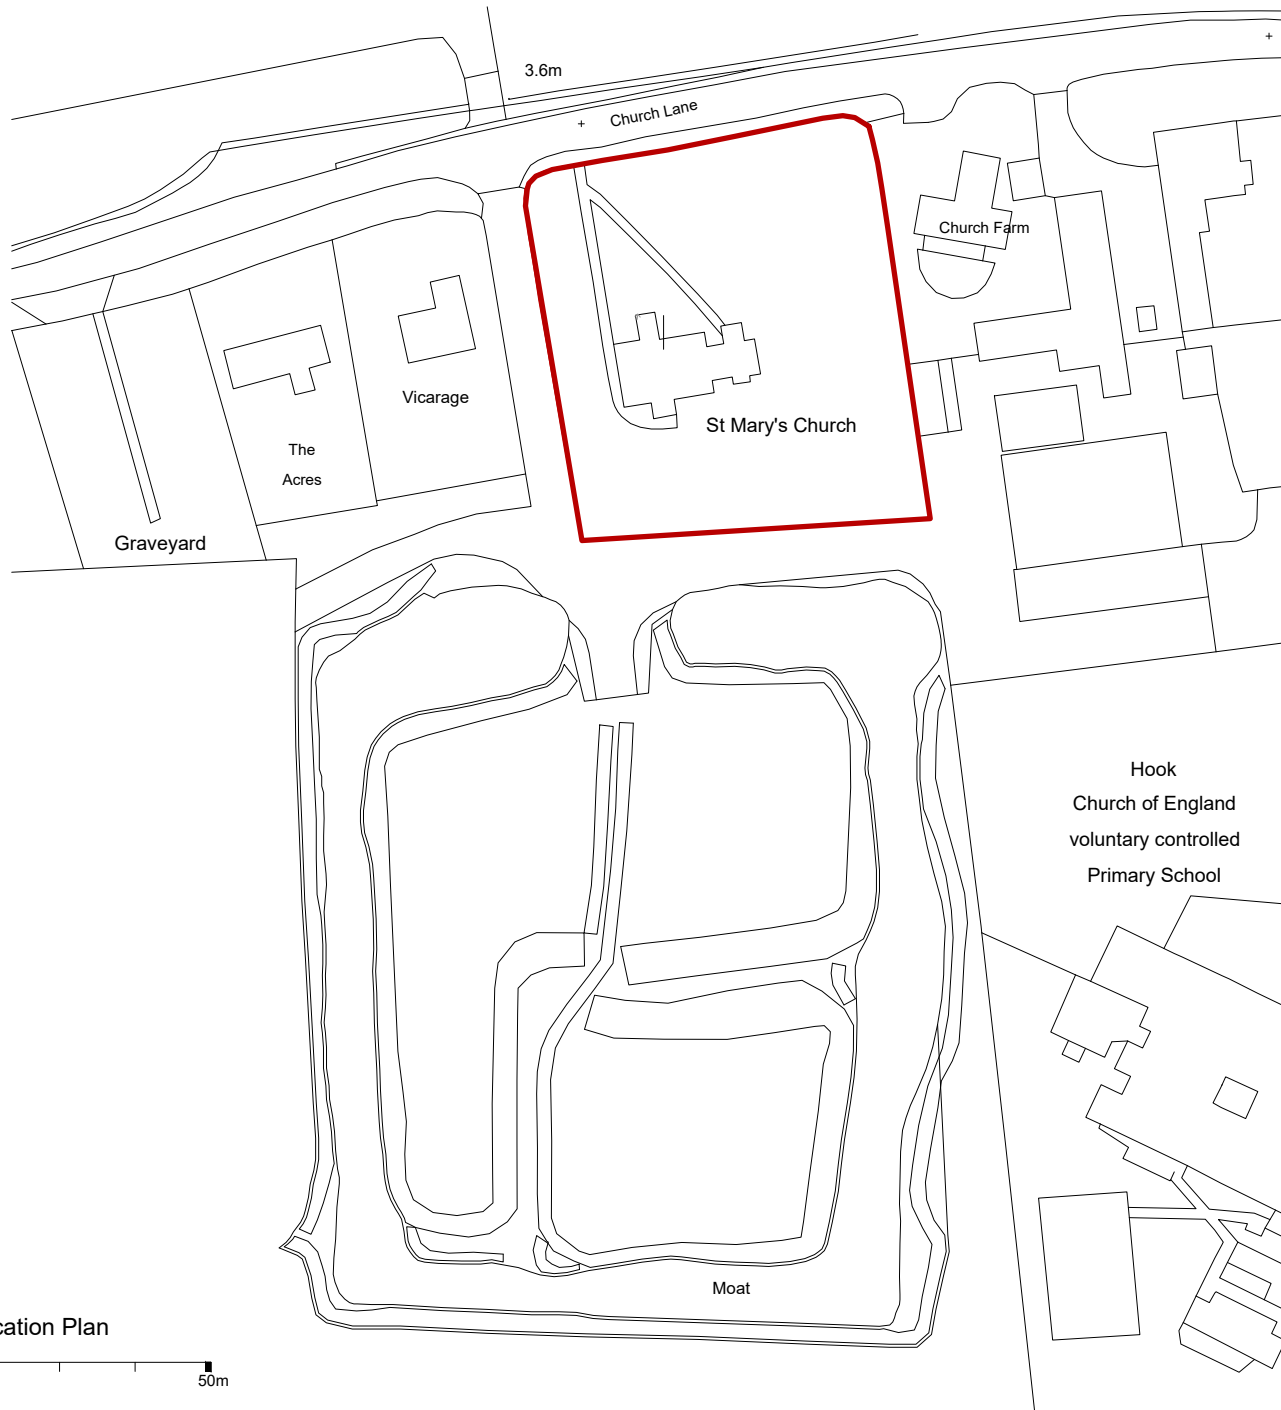 3.6m
Church Lane
Church Farm
Vicarage
St Mary's Church
The
Acres
Graveyard
Hook
Church of England
voluntary controlled
Primary School
Moat
cation Plan
50m